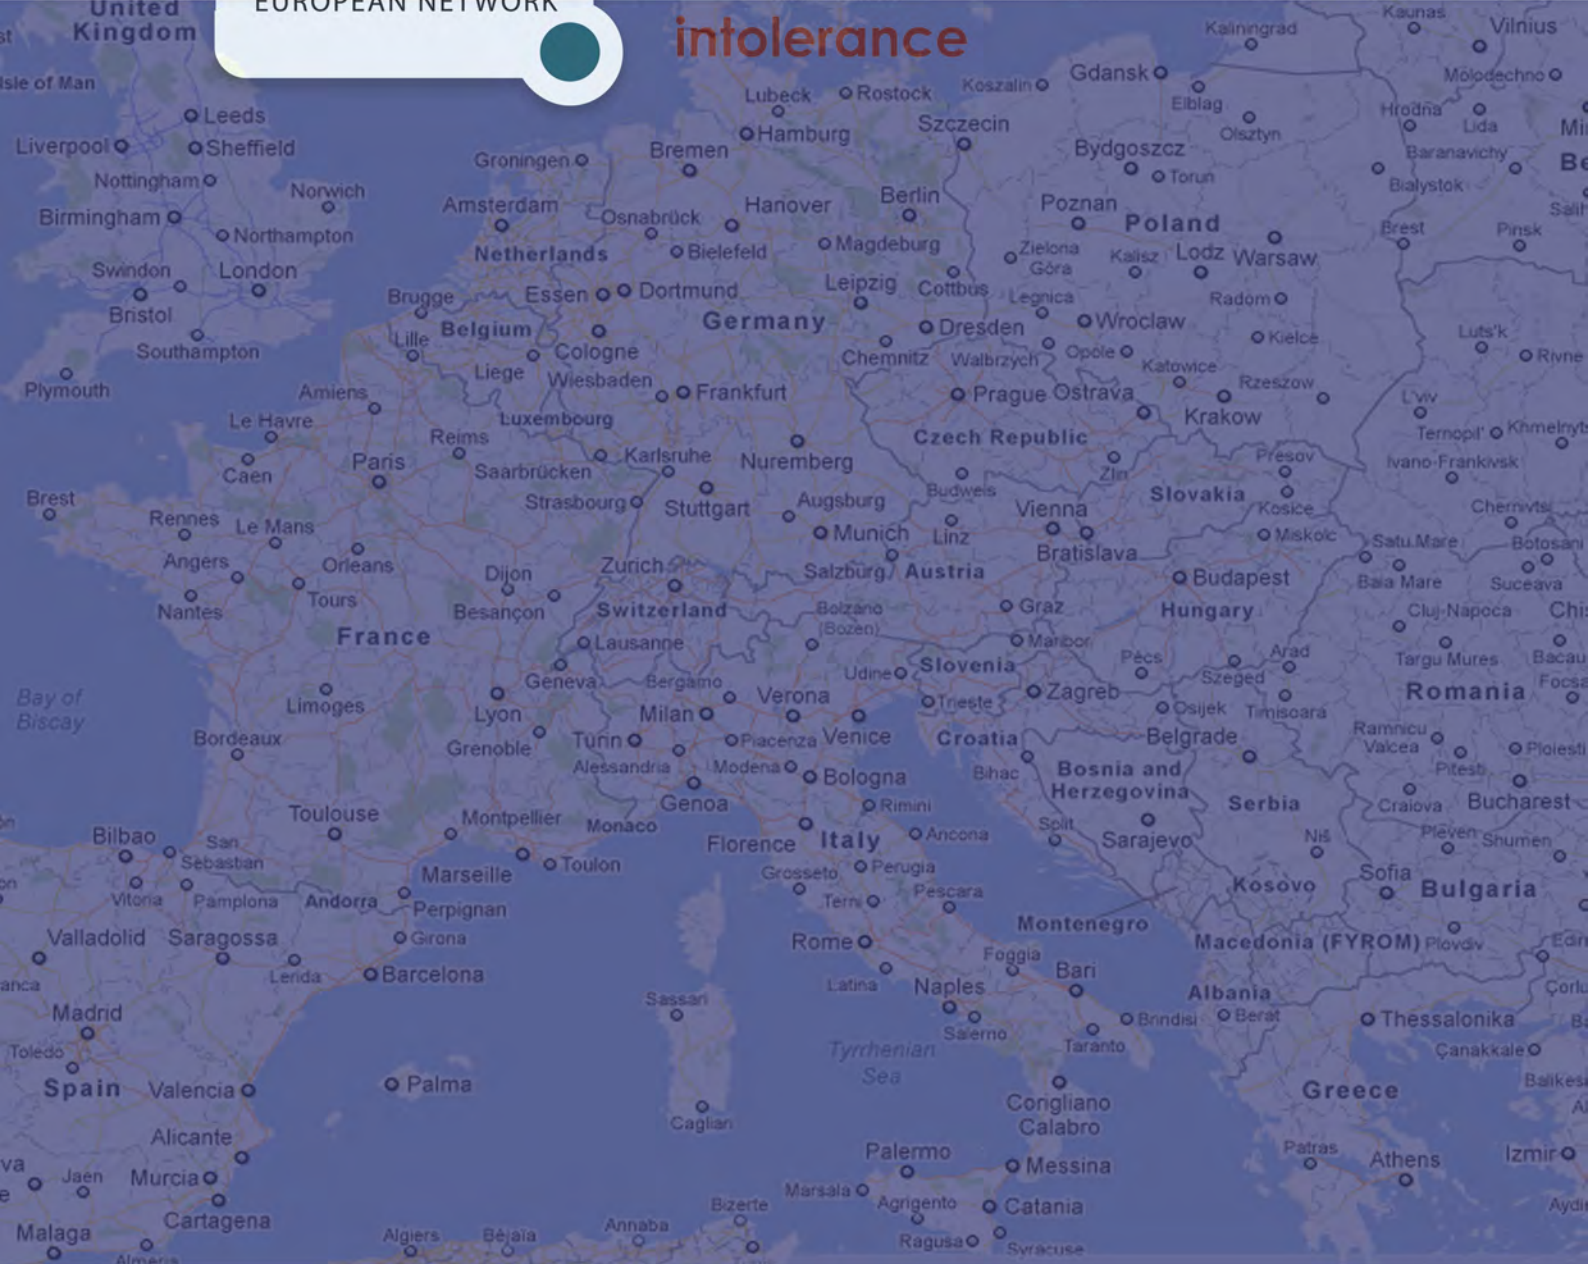 EUROPEAN NETWORK
intolerance
United
Kingdom
Kaliningrad
Kaunas
Vilnius
Isle of Man
Koszalin
Gdansk
Molodechno
Leeds
Lubeck
Rostock
Elblag
Hrodna
Lida
Liverpool
Sheffield
Hamburg
Szczecin
Olsztyn
Groningen
Bremen
Bydgoszcz
Baranavichy
Nottingham
Norwich
Torun
Bialystok
Birmingham
Amsterdam
Osnabrück
Hanover
Berlin
Poznan
Poland
Northampton
Netherlands
Bielefeld
Magdeburg
Zielona
Góra
Kalisz
Lodz
Warsaw
Brest
Pinsk
Swindon
London
Brugge
Essen
Dortmund
Leipzig
Cottbus
Legnica
Radom
Bristol
Belgium
Germany
Dresden
Wroclaw
Kielce
Luts'k
Rivne
Southampton
Lille
Liege
Cologne
Chemnitz
Walbrzych
Opole
Katowice
Plymouth
Amiens
Wiesbaden
Frankfurt
Prague
Ostrava
Krakow
Rzeszow
L'viv
Le Havre
Luxembourg
Czech Republic
Ternopil'
Caen
Paris
Reims
Saarbrücken
Karlsruhe
Nuremberg
Zlin
Presov
Ivano-Frankivsk
Brest
Rennes
Le Mans
Strasbourg
Stuttgart
Augsburg
Budweis
Slovakia
Kosice
Chernivtsi
Munich
Linz
Vienna
Bratislava
Miskolc
Satu Mare
Botosani
Angers
Orleans
Dijon
Zurich
Salzburg
Austria
Budapest
Baia Mare
Suceava
Nantes
Tours
Besançon
Switzerland
Bolzano
(Bozen)
Graz
Hungary
Cluj-Napoca
France
Lausanne
Maribor
Arad
Targu Mures
Bacau
Geneva
Bergamo
Udine
Slovenia
Pécs
Szeged
Romania
Bay of
Biscay
Limoges
Lyon
Milan
Verona
Trieste
Zagreb
Osijek
Timisoara
Bordeaux
Grenoble
Turin
Piacenza
Venice
Croatia
Belgrade
Ramnicu
Valcea
Ploiesti
Alessandria
Modena
Bologna
Bihac
Bosnia and
Herzegovina
Serbia
Pitesti
Craiova
Bucharest
Toulouse
Montpellier
Monaco
Genoa
Rimini
Split
Sarajevo
Niš
Pleven
Shumen
Bilbao
San
Sebastian
Marseille
Toulon
Florence
Italy
Ancona
Perugia
Grosseto
Kosovo
Sofia
Bulgaria
Vitoria
Pamplona
Andorra
Perpignan
Terni
Pescara
Montenegro
Valladolid
Saragossa
Girona
Rome
Macedonia (FYROM)
Plovdiv
Lerida
Barcelona
Latina
Foggia
Bari
Madrid
Sassari
Naples
Albania
Berat
Thessalonika
Toledo
Salerno
Taranto
Brindisi
Çanakkale
Spain
Valencia
Palma
Tyrrhenian
Sea
Greece
Alicante
Cagliari
Corigliano
Calabro
Jaen
Murcia
Palermo
Messina
Patras
Athens
Izmir
Cartagena
Marsala
Agrigento
Catania
Malaga
Algiers
Béjaïa
Annaba
Bizerte
Ragusa
Syracuse
Almeria